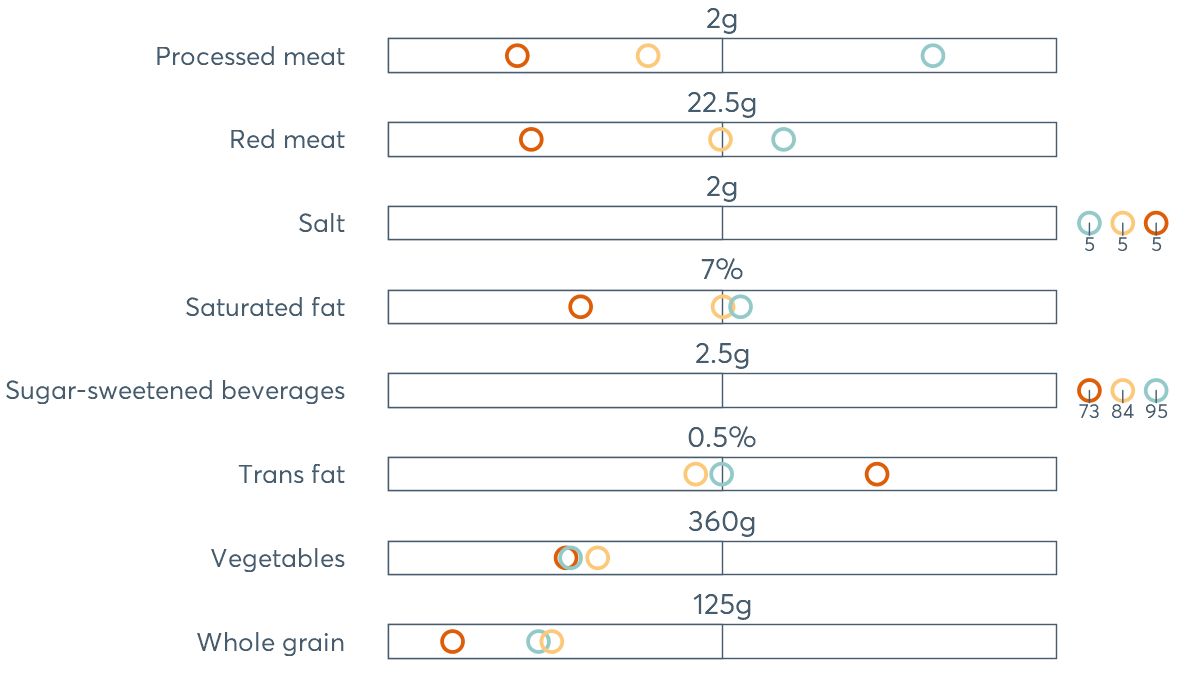 2g
Processed meat
22.5g
Red meat
2g
Salt
5 5 5
7%
Saturated fat
2.5g
Sugar-sweetened beverages
73 84 95
0.5%
Trans fat
360g
Vegetables
125g
Whole grain